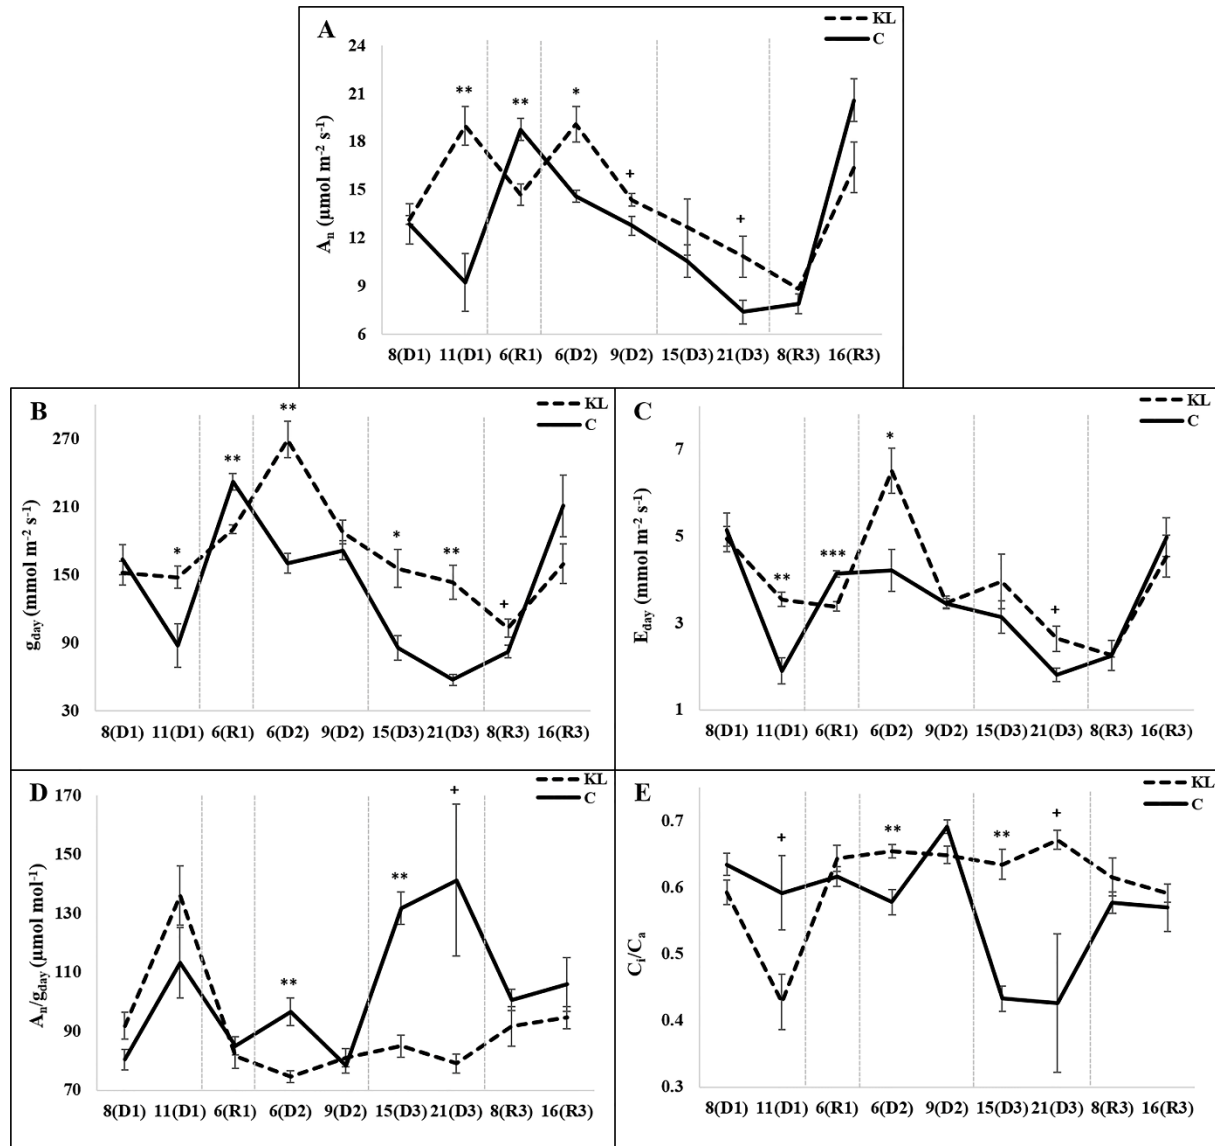 A
KL
C
24
21
18
15
12
9
6
** ** * + +
Aₙ (µmol m⁻² s⁻¹)
8(D1) 11(D1) 6(R1) 6(D2) 9(D2) 15(D3) 21(D3) 8(R3) 16(R3)
B
KL
C
270
210
150
90
30
* ** ** * ** +
g_day (mmol m⁻² s⁻¹)
8(D1) 11(D1) 6(R1) 6(D2) 9(D2) 15(D3) 21(D3) 8(R3) 16(R3)
C
KL
C
7
5
3
1
** *** * +
E_day (mmol m⁻² s⁻¹)
8(D1) 11(D1) 6(R1) 6(D2) 9(D2) 15(D3) 21(D3) 8(R3) 16(R3)
D
KL
C
170
150
130
110
90
70
** ** +
Aₙ/g_day (µmol mol⁻¹)
8(D1) 11(D1) 6(R1) 6(D2) 9(D2) 15(D3) 21(D3) 8(R3) 16(R3)
E
KL
C
0.7
0.6
0.5
0.4
0.3
+ ** ** +
Cᵢ/Cₐ
8(D1) 11(D1) 6(R1) 6(D2) 9(D2) 15(D3) 21(D3) 8(R3) 16(R3)